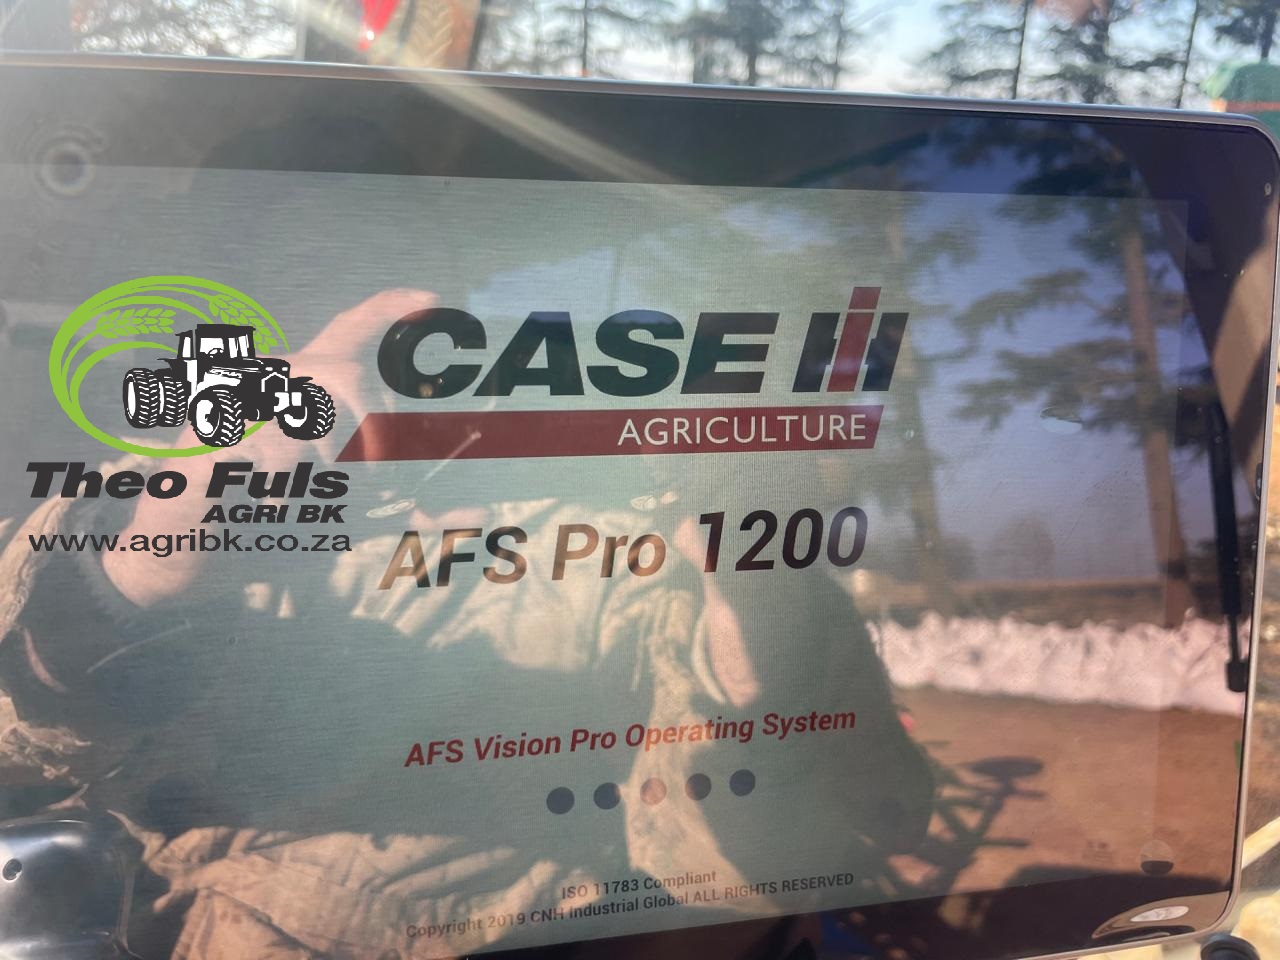 CASE IH
AGRICULTURE
Theo Fuls
AGRI BK
www.agribk.co.za
AFS Pro 1200
AFS Vision Pro Operating System
ISO 11783 Compliant
Copyright 2019 CNH Industrial Global ALL RIGHTS RESERVED